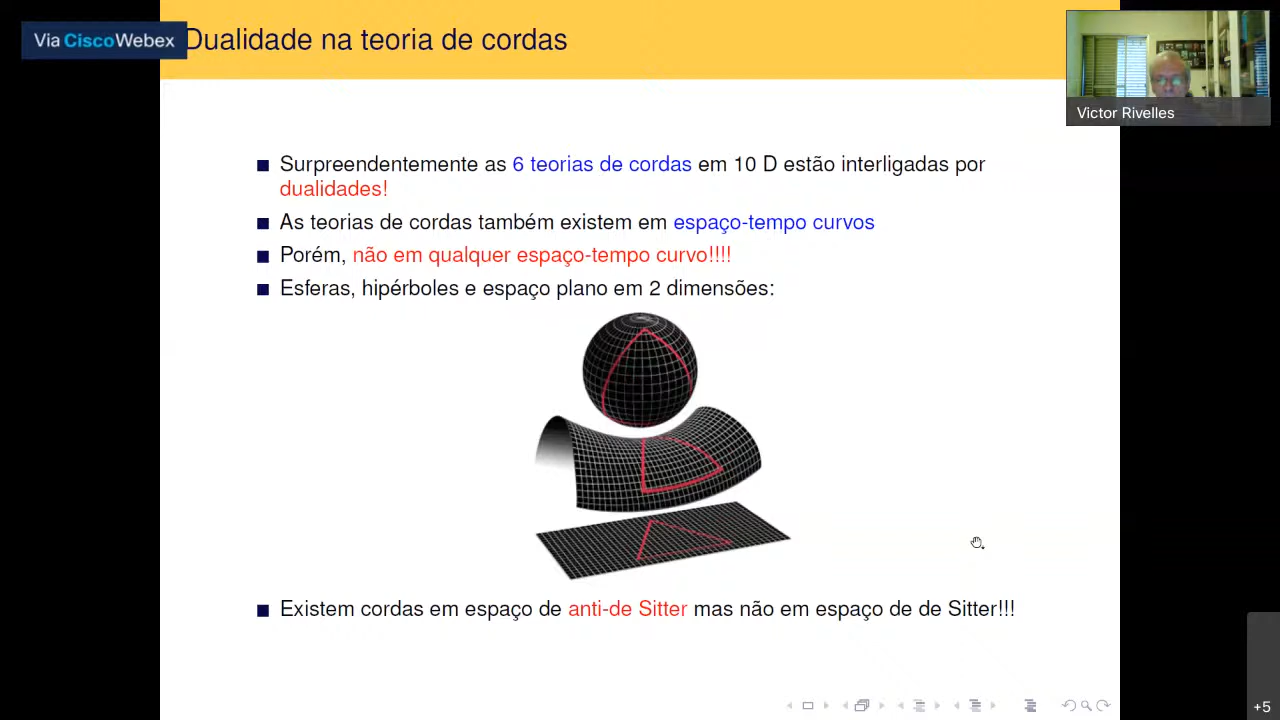 Via CiscoWebex
Dualidade na teoria de cordas
Victor Rivelles
Surpreendentemente as 6 teorias de cordas em 10 D estão interligadas por
dualidades!
As teorias de cordas também existem em espaço-tempo curvos
Porém, não em qualquer espaço-tempo curvo!!!!
Esferas, hipérboles e espaço plano em 2 dimensões:
Existem cordas em espaço de anti-de Sitter mas não em espaço de de Sitter!!!
+5